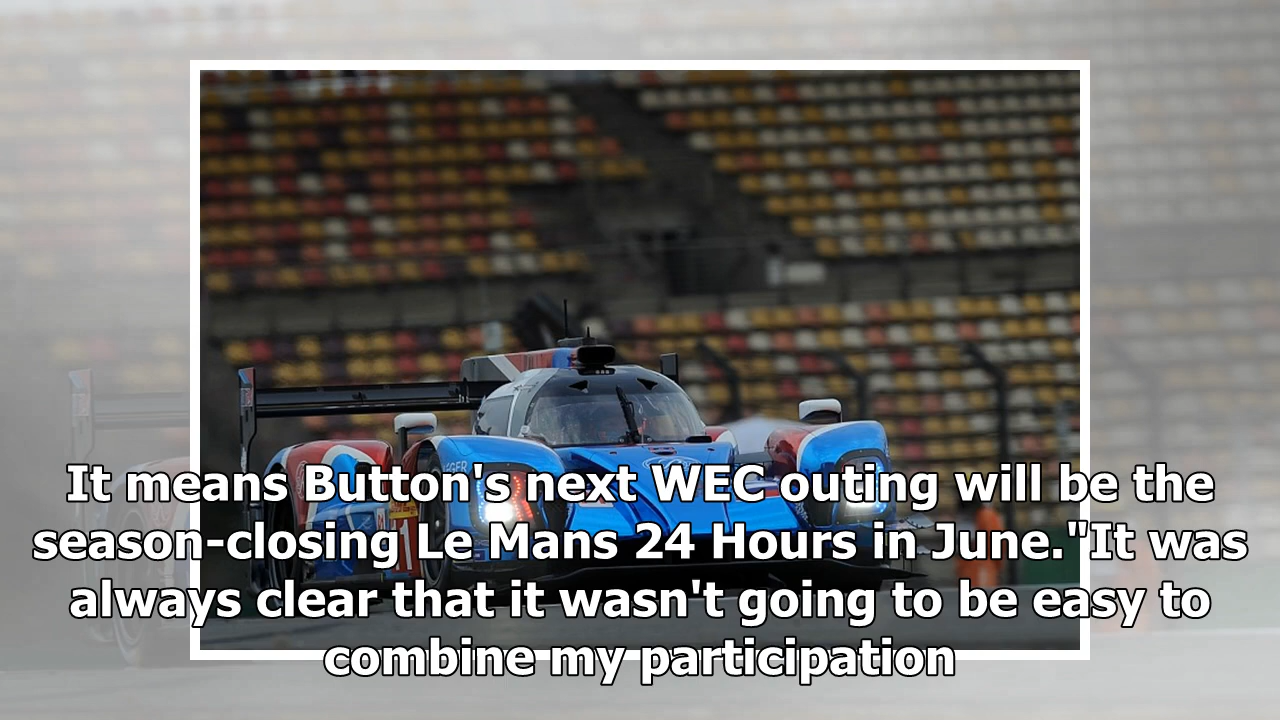 It means Button's next WEC outing will be the
season-closing Le Mans 24 Hours in June."It was
always clear that it wasn't going to be easy to
combine my participation